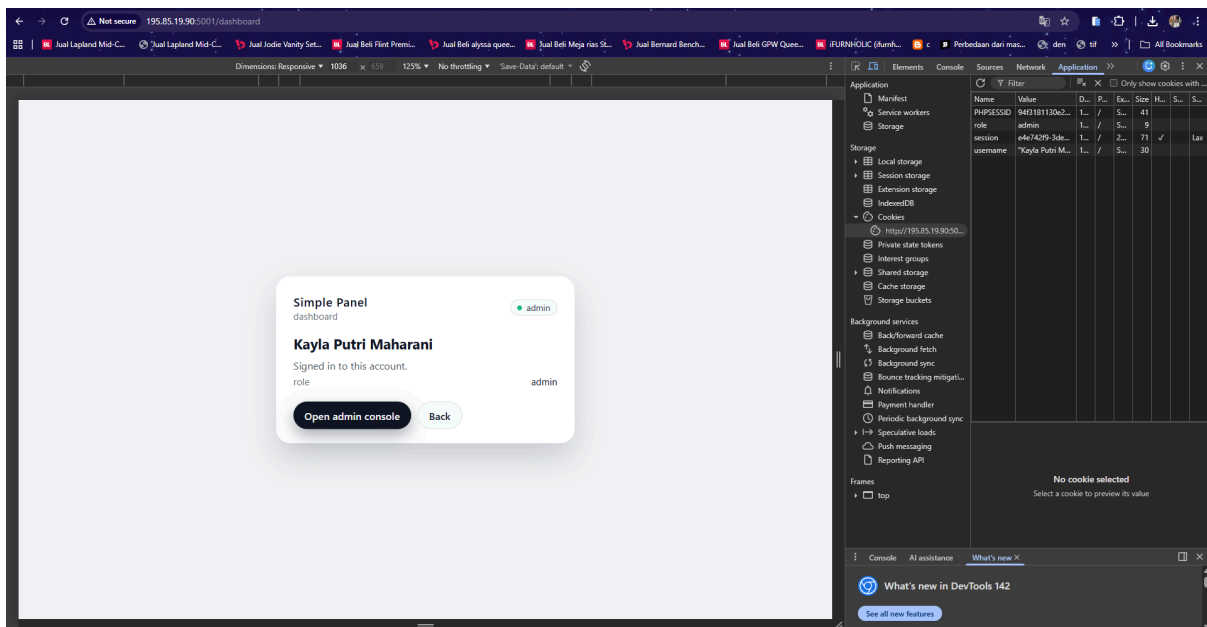 Not secure 195.85.19.90:5001/dashboard
Jual Lapland Mid-C... Jual Lapland Mid-C... Jual Jodie Vanity Set... Jual Beli Flint Premi... Jual Beli alyssa quee... Jual Beli Meja rias St... Jual Bernard Bench... Jual Beli GPW Quee... iFURNHOLIC (ifurnh... c Perbedaan dari mas... den tif » All Bookmarks
Dimensions: Responsive 1036 x 659 125% No throttling 'Save-Data': default
Elements Console Sources Network Application »
Application
Manifest
Service workers
Storage
Storage
Local storage
Session storage
Extension storage
IndexedDB
Cookies
http://195.85.19.90:50...
Private state tokens
Interest groups
Shared storage
Cache storage
Storage buckets
Background services
Back/forward cache
Background fetch
Background sync
Bounce tracking mitigati...
Notifications
Payment handler
Periodic background sync
Speculative loads
Push messaging
Reporting API
Frames
top
Filter Only show cookies with ...
Name Value D... P... Ex... Size H... S... S...
PHPSESSID 94f3181130e2... 1... / S... 41
role admin 1... / S... 9
session e4e742f9-3de... 1... / 2... 71 ✓ Lax
username "Kayla Putri M... 1... / S... 30
No cookie selected
Select a cookie to preview its value
Simple Panel
dashboard
admin
Kayla Putri Maharani
Signed in to this account.
role admin
Open admin console Back
Console AI assistance What's new ×
What's new in DevTools 142
See all new features